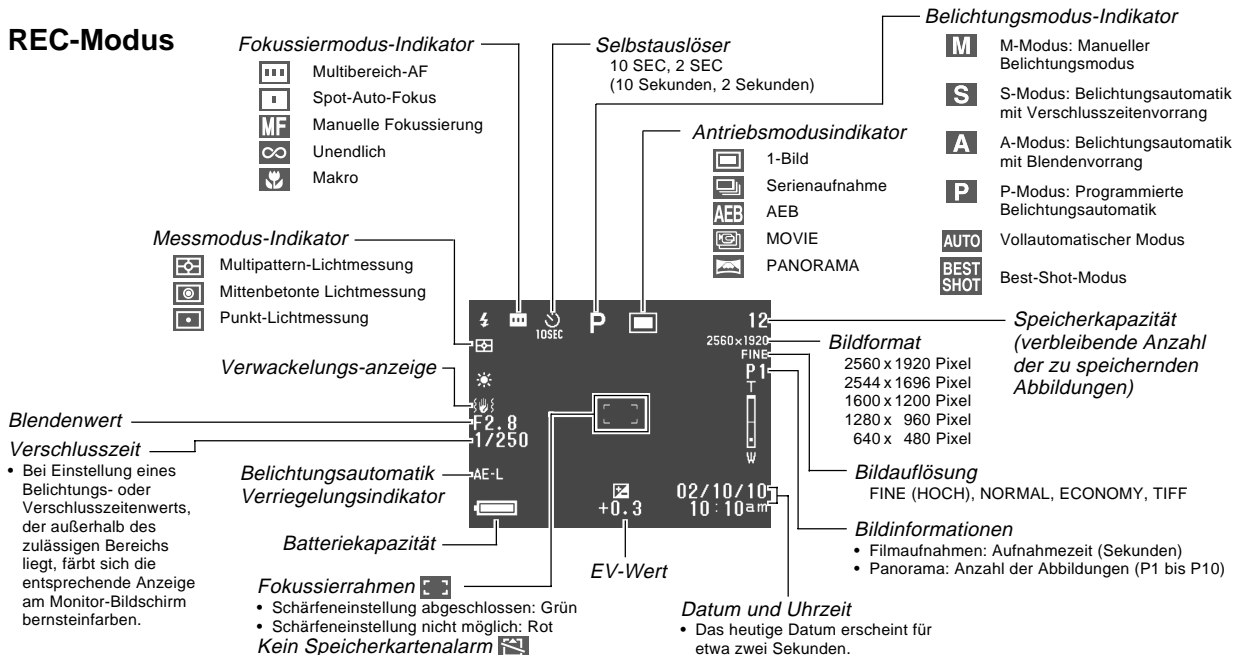 REC-Modus
Fokussiermodus-Indikator
Multibereich-AF
Spot-Auto-Fokus
MF Manuelle Fokussierung
∞ Unendlich
Makro
Selbstauslöser
10 SEC, 2 SEC
(10 Sekunden, 2 Sekunden)
Belichtungsmodus-Indikator
M M-Modus: Manueller
Belichtungsmodus
S S-Modus: Belichtungsautomatik
mit Verschlusszeitenvorrang
A A-Modus: Belichtungsautomatik
mit Blendenvorrang
P P-Modus: Programmierte
Belichtungsautomatik
AUTO Vollautomatischer Modus
BEST
SHOT Best-Shot-Modus
Antriebsmodusindikator
1-Bild
Serienaufnahme
AEB AEB
MOVIE
PANORAMA
Messmodus-Indikator
Multipattern-Lichtmessung
Mittenbetonte Lichtmessung
Punkt-Lichtmessung
Verwackelungs-anzeige
Blendenwert
Verschlusszeit
• Bei Einstellung eines
Belichtungs- oder
Verschlusszeitenwerts,
der außerhalb des
zulässigen Bereichs
liegt, färbt sich die
entsprechende Anzeige
am Monitor-Bildschirm
bernsteinfarben.
Belichtungsautomatik
Verriegelungsindikator
Batteriekapazität
10SEC
P
12
2560×1920
FINE
P1
T
W
F2.8
1/250
AE-L
+0.3
02/10/10
10:10am
Speicherkapazität
(verbleibende Anzahl
der zu speichernden
Abbildungen)
Bildformat
2560 x 1920 Pixel
2544 x 1696 Pixel
1600 x 1200 Pixel
1280 x 960 Pixel
640 x 480 Pixel
Bildauflösung
FINE (HOCH), NORMAL, ECONOMY, TIFF
Bildinformationen
• Filmaufnahmen: Aufnahmezeit (Sekunden)
• Panorama: Anzahl der Abbildungen (P1 bis P10)
EV-Wert
Fokussierrahmen
• Schärfeneinstellung abgeschlossen: Grün
• Schärfeneinstellung nicht möglich: Rot
Kein Speicherkartenalarm
Datum und Uhrzeit
• Das heutige Datum erscheint für
etwa zwei Sekunden.